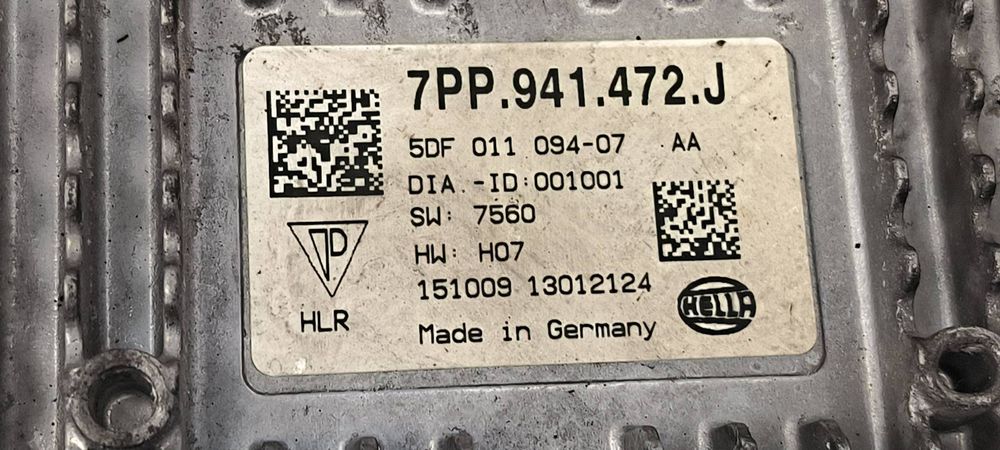 7PP.941.472.J
5DF 011 094-07 AA
DIA.-ID:001001
SW: 7560
HW: H07
151009 13012124
HLR
Made in Germany
HELLA